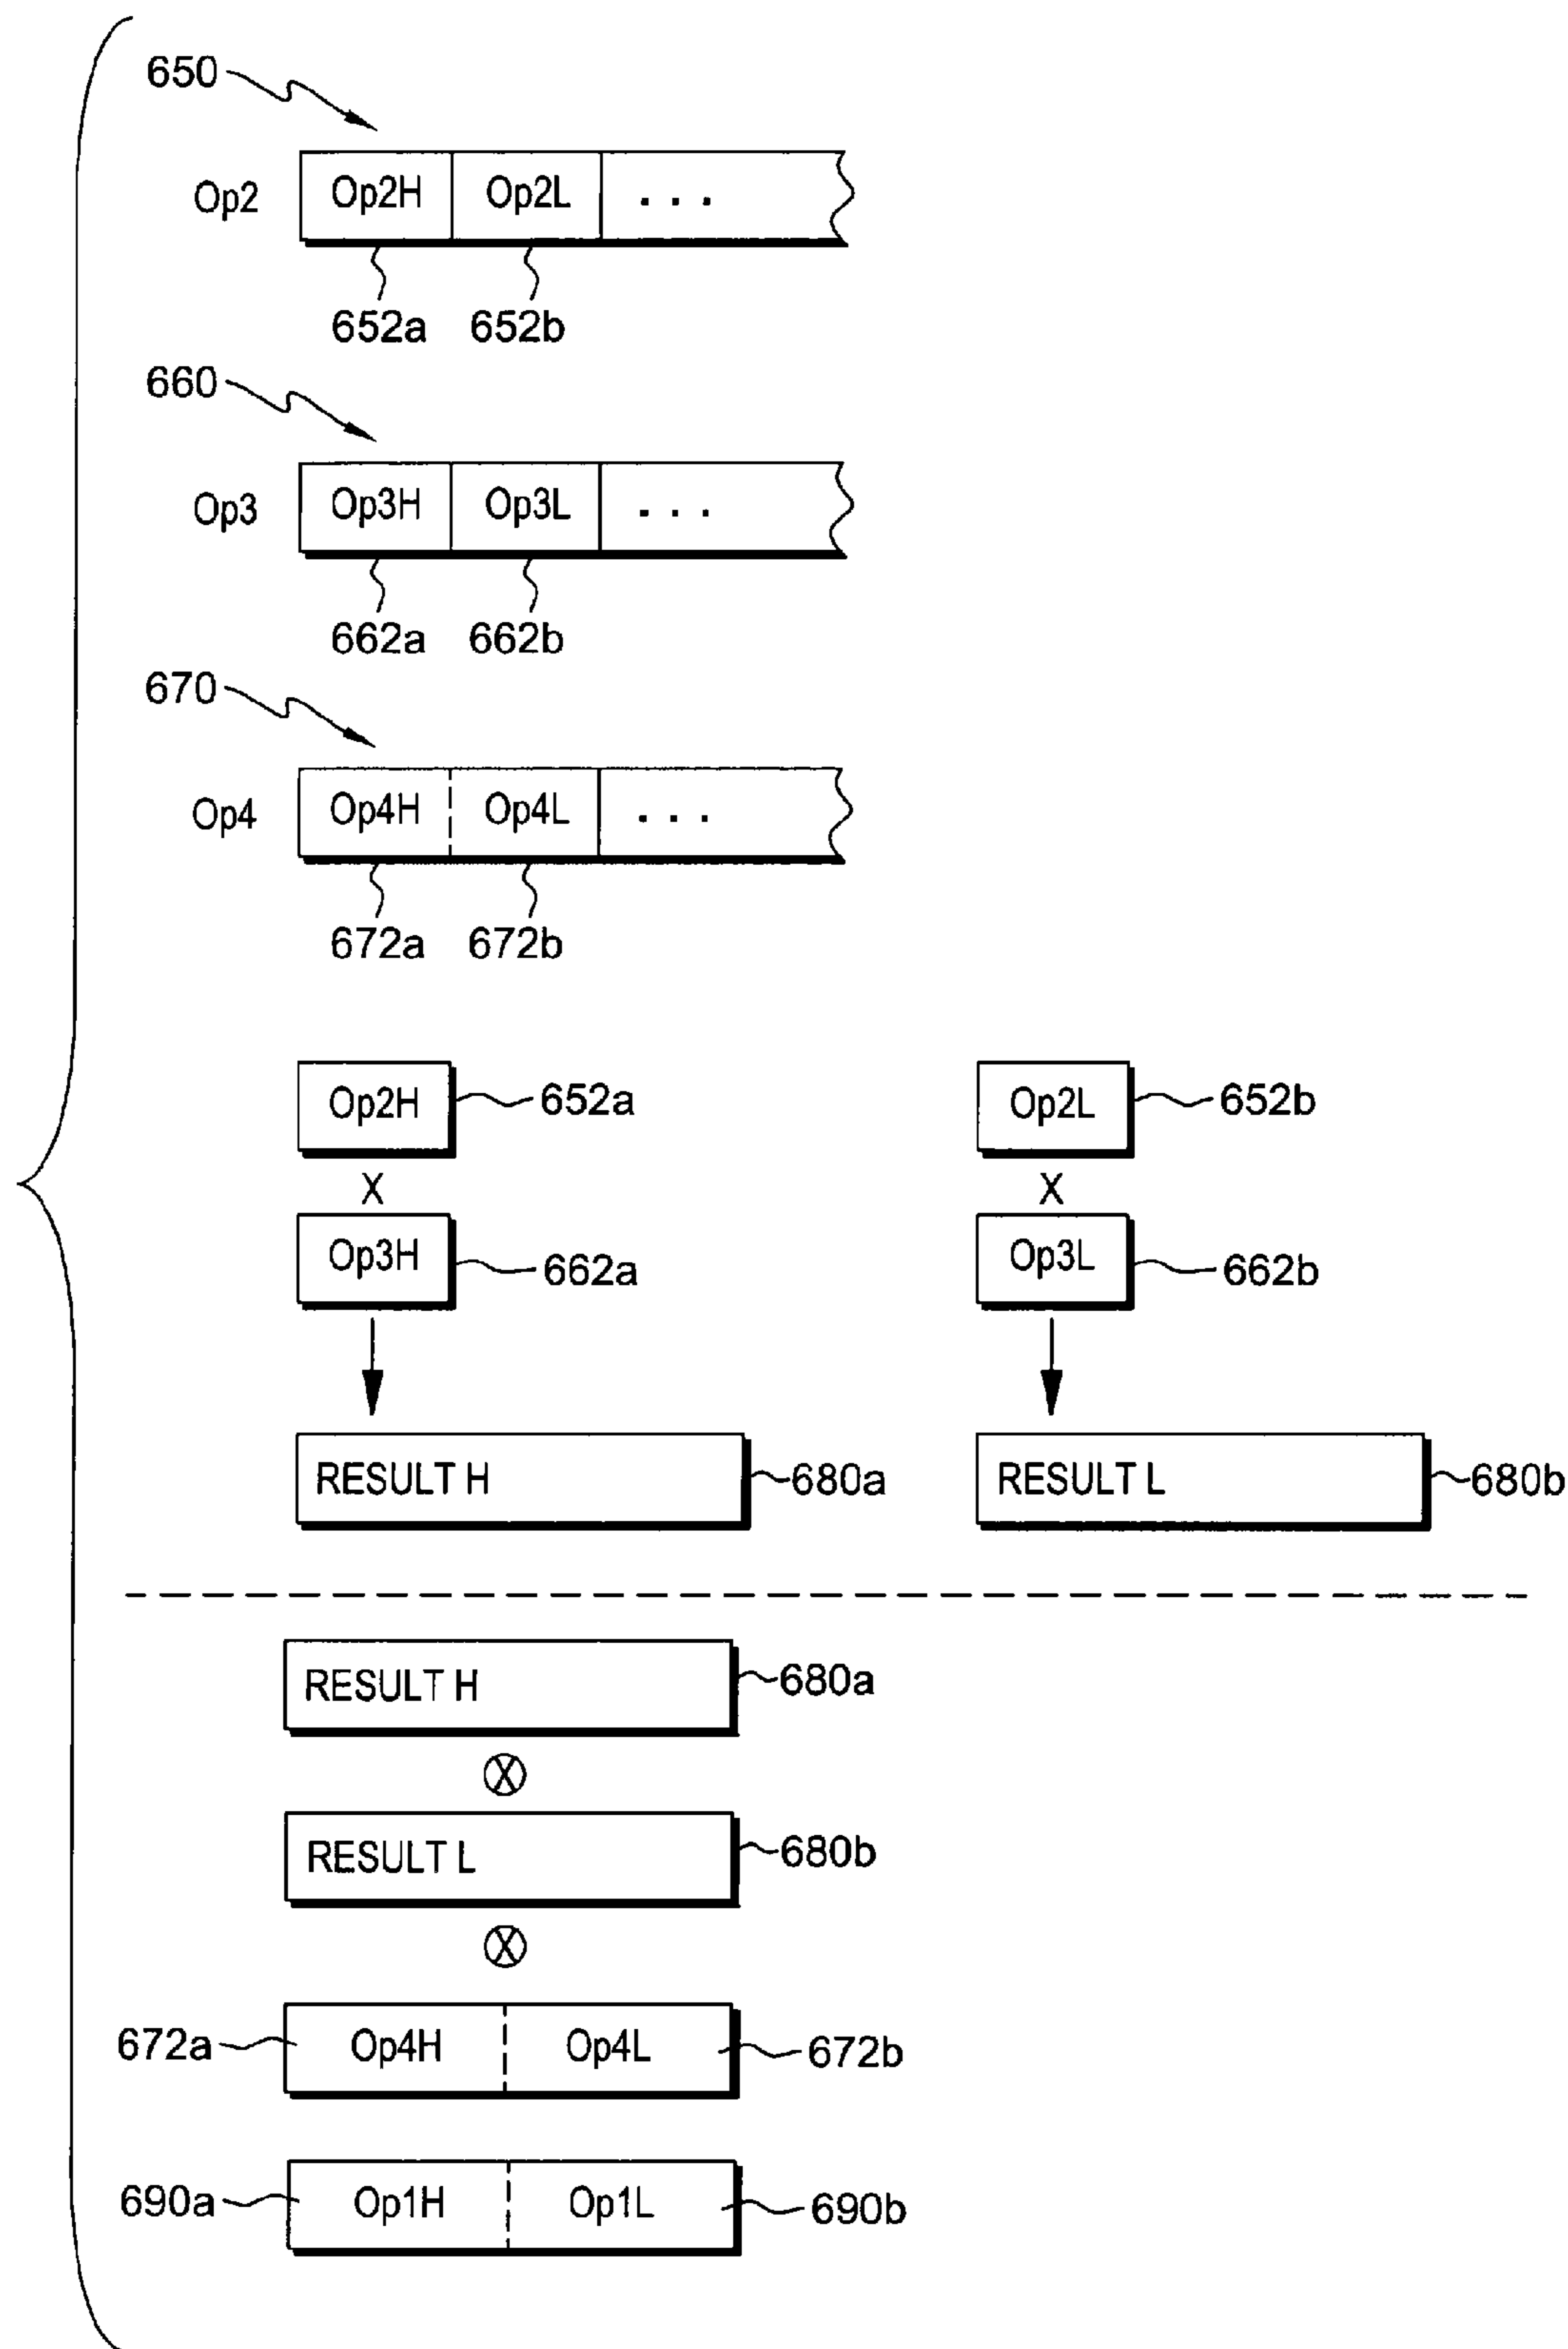 650
Op2 Op2H Op2L . . .
652a 652b
660
Op3 Op3H Op3L . . .
662a 662b
670
Op4 Op4H Op4L . . .
672a 672b
Op2H 652a Op2L 652b
X X
Op3H 662a Op3L 662b
RESULT H 680a RESULT L 680b
RESULT H 680a
X
RESULT L 680b
X
672a Op4H Op4L 672b
690a Op1H Op1L 690b